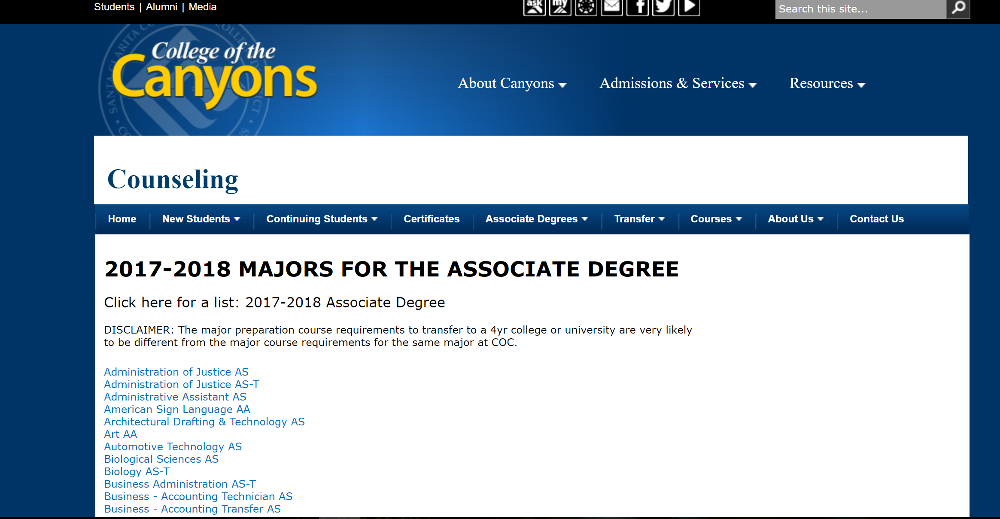 Students | Alumni | Media
ask
my
Search this site...
College of the
Canyons
About Canyons
Admissions & Services
Resources
Counseling
Home
New Students
Continuing Students
Certificates
Associate Degrees
Transfer
Courses
About Us
Contact Us
2017-2018 MAJORS FOR THE ASSOCIATE DEGREE
Click here for a list: 2017-2018 Associate Degree
DISCLAIMER: The major preparation course requirements to transfer to a 4yr college or university are very likely
to be different from the major course requirements for the same major at COC.
Administration of Justice AS
Administration of Justice AS-T
Administrative Assistant AS
American Sign Language AA
Architectural Drafting & Technology AS
Art AA
Automotive Technology AS
Biological Sciences AS
Biology AS-T
Business Administration AS-T
Business - Accounting Technician AS
Business - Accounting Transfer AS